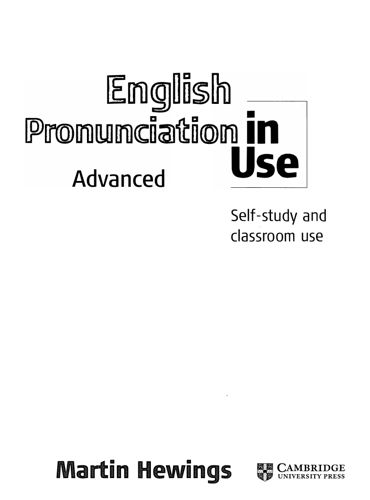 English
Pronunciation in
Use
Advanced
Self-study and
classroom use
Martin Hewings
CAMBRIDGE
UNIVERSITY PRESS